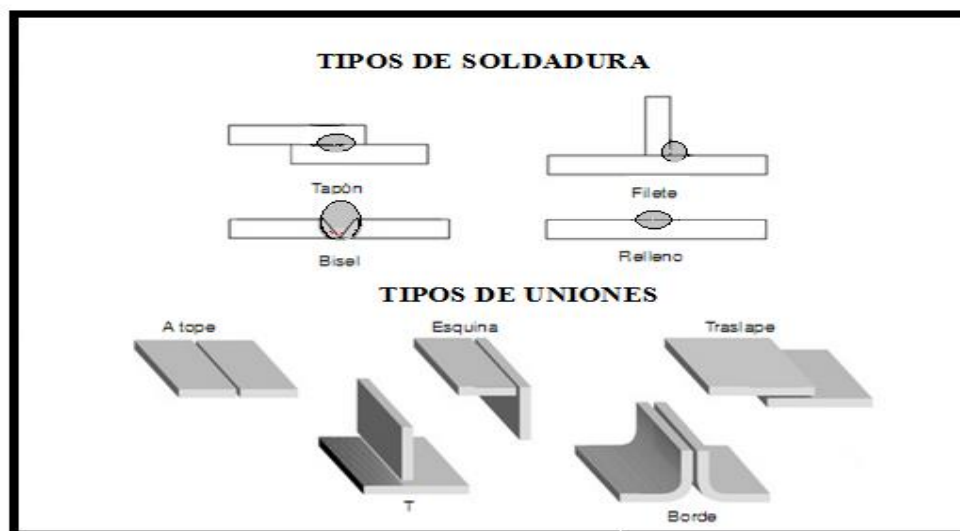 TIPOS DE SOLDADURA
Tapòn
Filete
Bisel
Relleno
TIPOS DE UNIONES
A tope
Esquina
Traslape
T
Borde